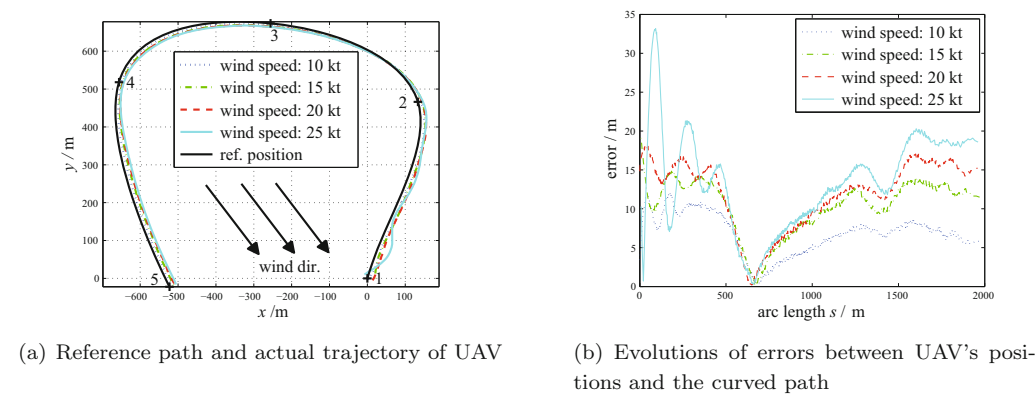 600
500
400
300
200
100
0
y / m
−600
−500
−400
−300
−200
−100
0
100
x /m
3
4
2
5
1
wind speed: 10 kt
wind speed: 15 kt
wind speed: 20 kt
wind speed: 25 kt
ref. position
wind dir.
(a) Reference path and actual trajectory of UAV
35
30
25
20
15
10
5
0
error / m
0
500
1000
1500
2000
arc length s / m
wind speed: 10 kt
wind speed: 15 kt
wind speed: 20 kt
wind speed: 25 kt
(b) Evolutions of errors between UAV's posi-
tions and the curved path